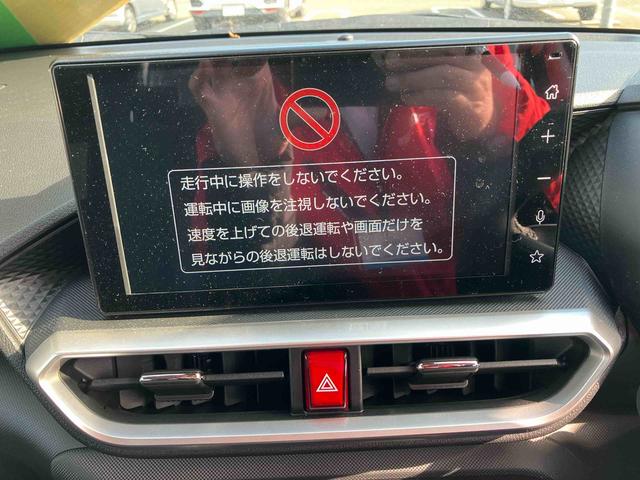 走行中に操作をしないでください。
運転中に画像を注視しないでください。
速度を上げての後退運転や画面だけを
見ながらの後退運転はしないでください。